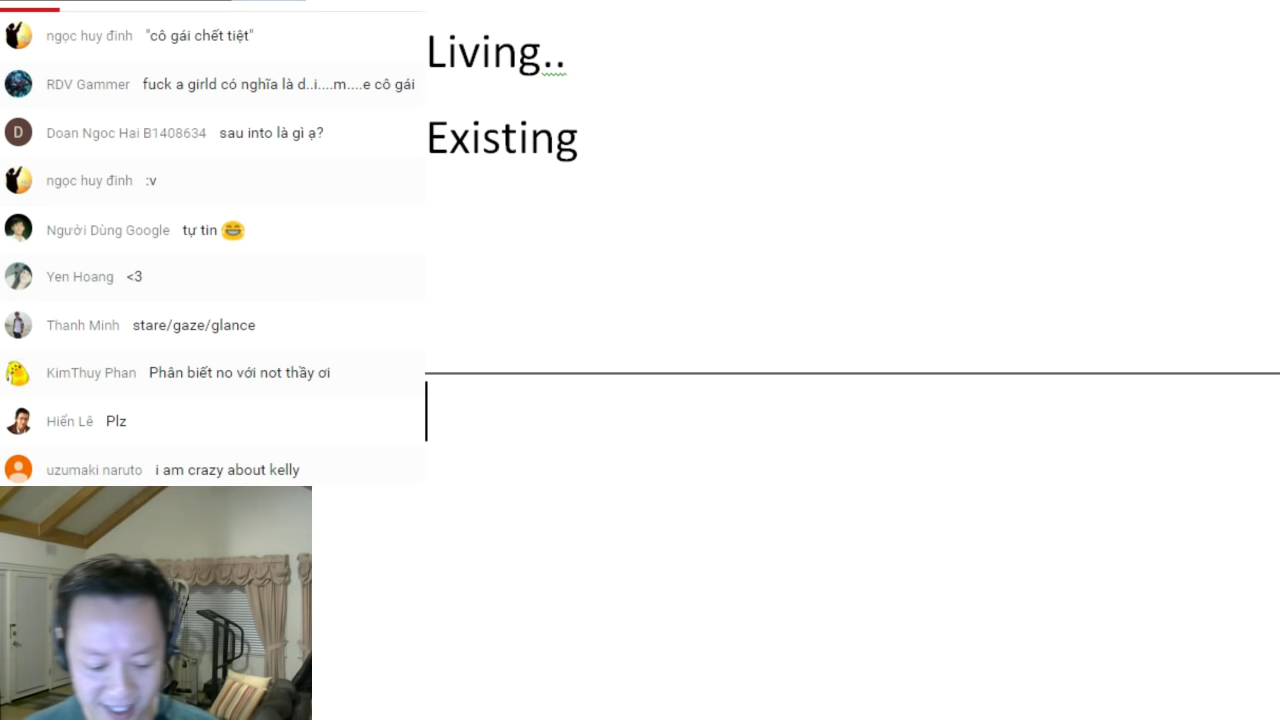 ngọc huy đinh "cô gái chết tiệt"
RDV Gammer fuck a girld có nghĩa là d..i....m....e cô gái
D
Doan Ngoc Hai B1408634 sau into là gì ạ?
ngọc huy đinh :v
Người Dùng Google tự tin 😂
Yen Hoang <3
Thanh Minh stare/gaze/glance
KimThuy Phan Phân biết no với not thầy ơi
Hiển Lê Plz
uzumaki naruto i am crazy about kelly
Living..
Existing